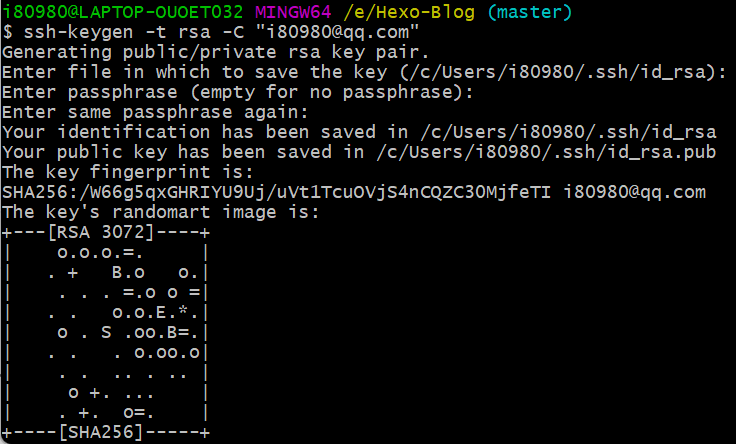 i80980@LAPTOP-OUOET032 MINGW64 /e/Hexo-Blog (master)
$ ssh-keygen -t rsa -C "i80980@qq.com"
Generating public/private rsa key pair.
Enter file in which to save the key (/c/Users/i80980/.ssh/id_rsa):
Enter passphrase (empty for no passphrase):
Enter same passphrase again:
Your identification has been saved in /c/Users/i80980/.ssh/id_rsa
Your public key has been saved in /c/Users/i80980/.ssh/id_rsa.pub
The key fingerprint is:
SHA256:/W66g5qxGHRIYU9Uj/uVt1TcuOVjS4nCQZC3OMjfeTI i80980@qq.com
The key's randomart image is:
+---[RSA 3072]----+
|    o.o.o.=.     |
|   . +   B.o   o.|
|    . . . =.o o =|
|   . .   o.o.E.*.|
|    o . S .oo.B=.|
|   . .   . o.oo.o|
|    . .  .. . .. |
|     o +. ...    |
|    . +.  o=.    |
+----[SHA256]-----+